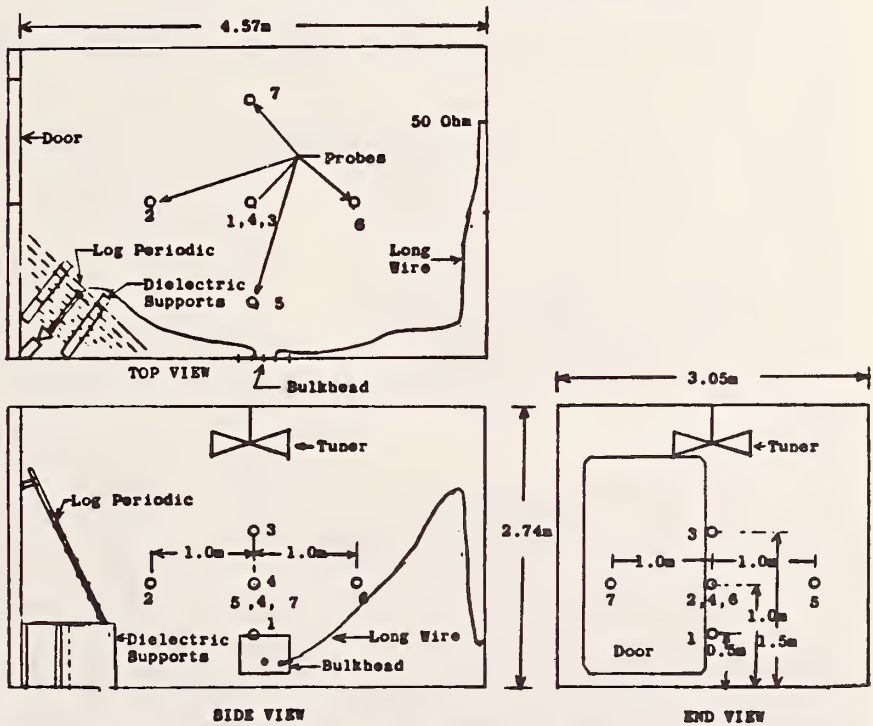 4.57m
7
50 Ohm
Door
Probes
2
1,4,3
6
Log Periodic
Long
Wire
Dielectric
Supports
5
TOP VIEW
Bulkhead
3.05m
Tuner
Tuner
Log Periodic
3
2.74m
3
1.0m
1.0m
1.0m
1.0m
2
4
6
7
2,4,6
5
5,4, 7
1.0m
1
1
1.5m
Dielectric
Supports
Long Wire
Door
0.5m
Bulkhead
SIDE VIEW
END VIEW